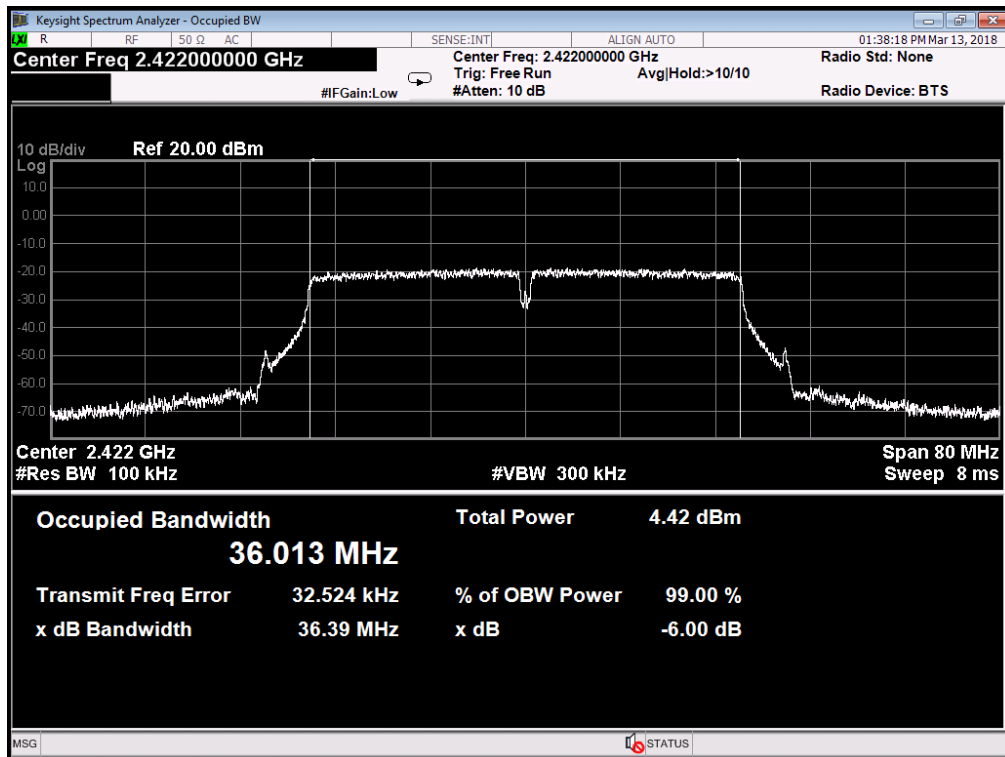 Keysight Spectrum Analyzer - Occupied BW
LXI R RF 50 Ω AC SENSE:INT ALIGN AUTO 01:38:18 PM Mar 13, 2018
Center Freq 2.422000000 GHz Center Freq: 2.422000000 GHz Radio Std: None
Trig: Free Run Avg|Hold:>10/10
#IFGain:Low #Atten: 10 dB Radio Device: BTS
10 dB/div Ref 20.00 dBm
Log
10.0
0.00
-10.0
-20.0
-30.0
-40.0
-50.0
-60.0
-70.0
Center 2.422 GHz Span 80 MHz
#Res BW 100 kHz #VBW 300 kHz Sweep 8 ms
Occupied Bandwidth Total Power 4.42 dBm
36.013 MHz
Transmit Freq Error 32.524 kHz % of OBW Power 99.00 %
x dB Bandwidth 36.39 MHz x dB -6.00 dB
MSG STATUS